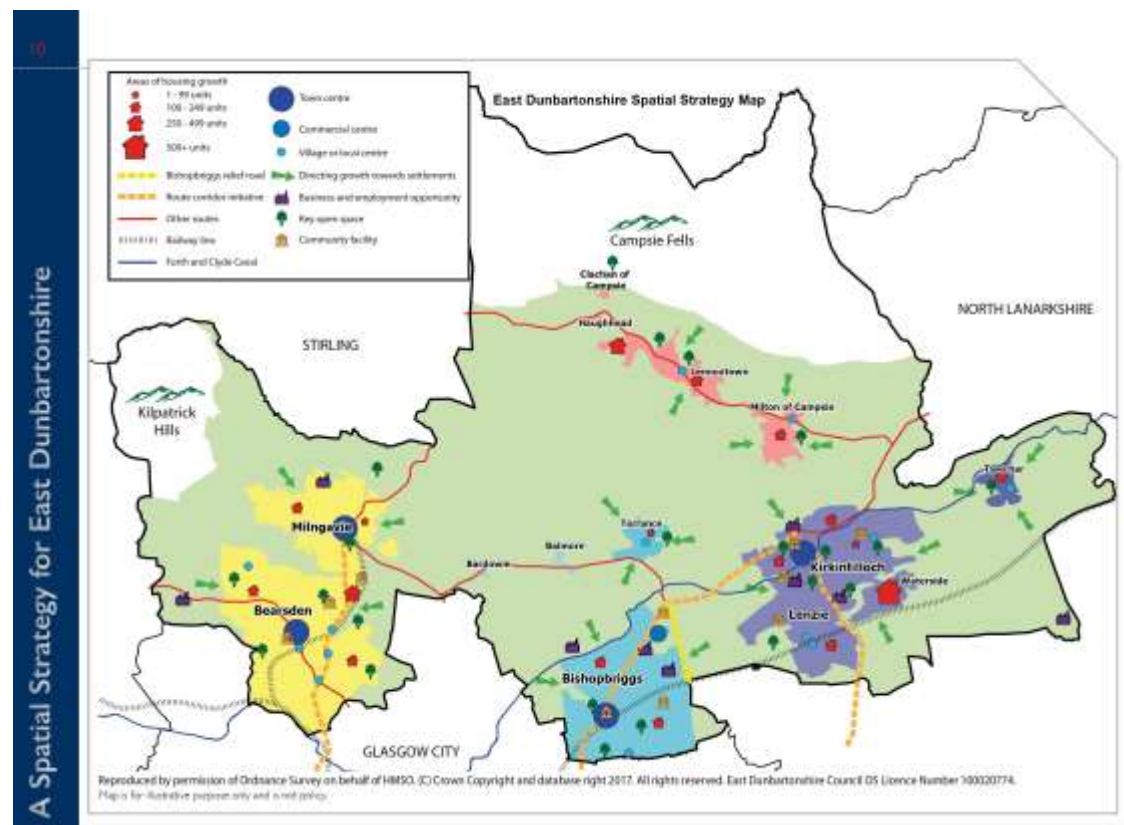 10
A Spatial Strategy for East Dunbartonshire
East Dunbartonshire Spatial Strategy Map
Areas of housing growth
1 - 99 units
100 - 249 units
250 - 499 units
500+ units
Bishopbriggs relief road
Route corridor initiative
Other routes
Railway line
Forth and Clyde Canal
Town centre
Commercial centre
Village or local centre
Directing growth towards settlements
Business and employment opportunity
Key open space
Community facility
Campsie Fells
Clachan of
Campsie
Haughhead
NORTH LANARKSHIRE
STIRLING
Lennoxtown
Kilpatrick
Hills
Milton of Campsie
Twechar
Milngavie
Torrance
Balmore
Bardowie
Kirkintilloch
Waterside
Bearsden
Lenzie
Bishopbriggs
GLASGOW CITY
Reproduced by permission of Ordnance Survey on behalf of HMSO. (C) Crown Copyright and database right 2017. All rights reserved. East Dunbartonshire Council OS Licence Number 100020774.
Map is for illustrative purpose only and is not policy.